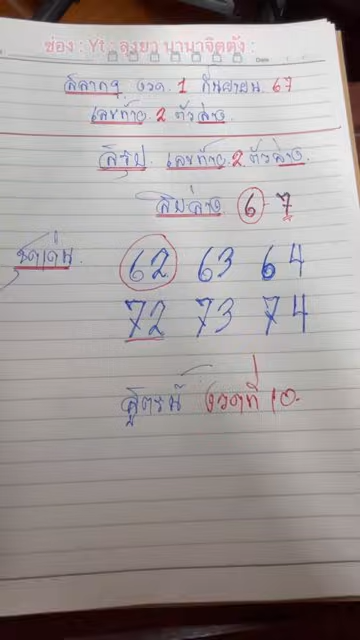 ช่อง : Yt : ลุงยา นานาจิตตัง :
Date
สลากฯ งวด 1 กันยายน 67
เลขท้าย 2 ตัวล่าง
สรุป เลขท้าย 2 ตัวล่าง
สิบล่าง 6 7
ชุดเด่น 62 63 64
72 73 74
สูตรนี้ งวดที่ 10